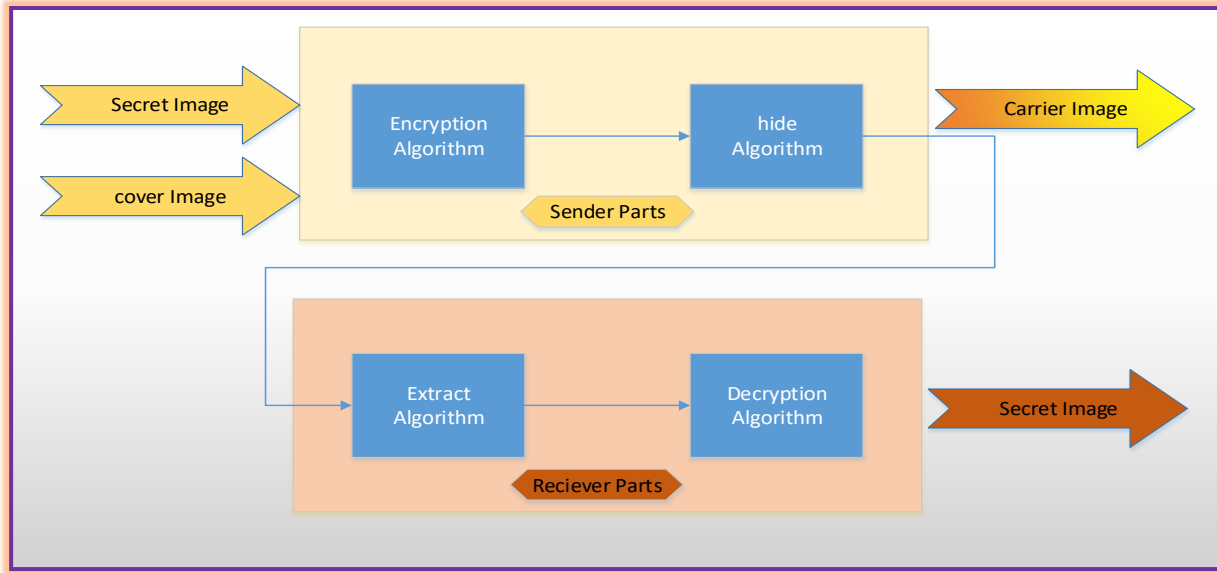 Secret Image
cover Image
Encryption
Algorithm
hide
Algorithm
Sender Parts
Carrier Image
Extract
Algorithm
Decryption
Algorithm
Reciever Parts
Secret Image